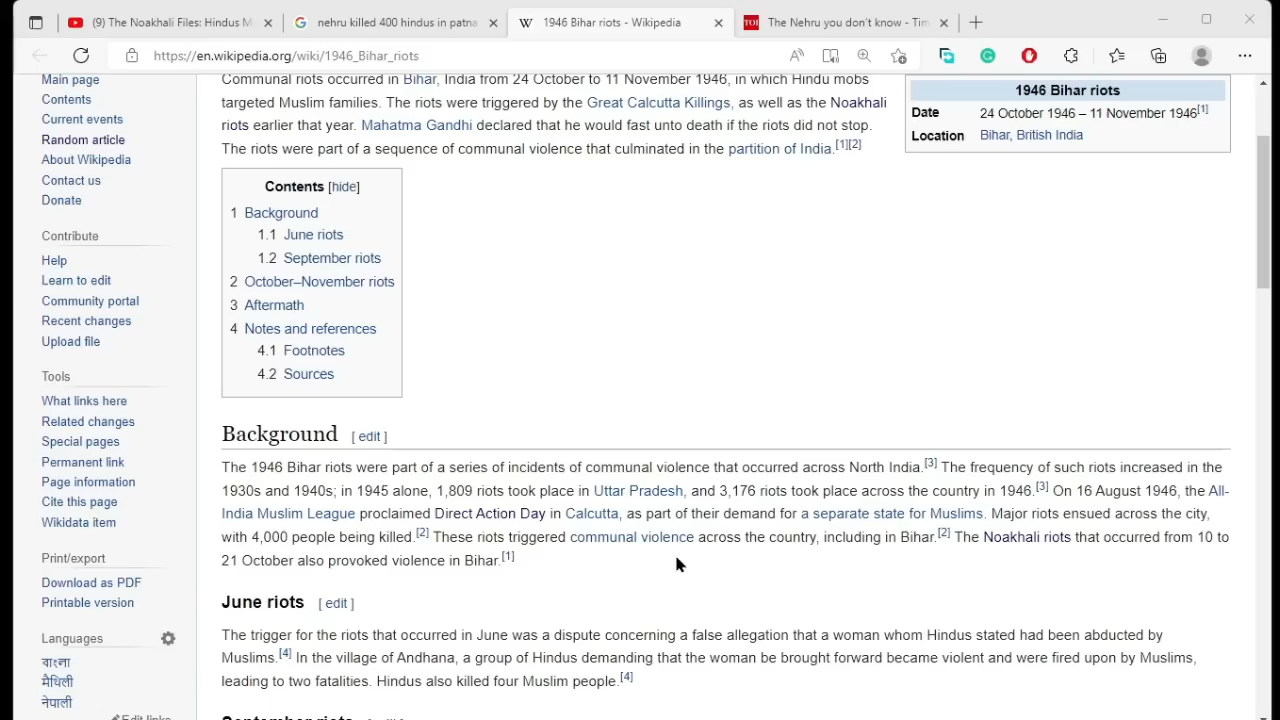 (9) The Noakhali Files: Hindus M
nehru killed 400 hindus in patna
1946 Bihar riots - Wikipedia
The Nehru you don't know - Tim
https://en.wikipedia.org/wiki/1946_Bihar_riots
Main page
Contents
Current events
Random article
About Wikipedia
Contact us
Donate
Contribute
Help
Learn to edit
Community portal
Recent changes
Upload file
Tools
What links here
Related changes
Special pages
Permanent link
Page information
Cite this page
Wikidata item
Print/export
Download as PDF
Printable version
Languages
বাংলা
मैथिली
नेपाली
Edit links
Communal riots occurred in Bihar, India from 24 October to 11 November 1946, in which Hindu mobs
targeted Muslim families. The riots were triggered by the Great Calcutta Killings, as well as the Noakhali
riots earlier that year. Mahatma Gandhi declared that he would fast unto death if the riots did not stop.
The riots were part of a sequence of communal violence that culminated in the partition of India.[1][2]
1946 Bihar riots
Date 24 October 1946 – 11 November 1946[1]
Location Bihar, British India
Contents [hide]
1 Background
1.1 June riots
1.2 September riots
2 October–November riots
3 Aftermath
4 Notes and references
4.1 Footnotes
4.2 Sources
Background [ edit ]
The 1946 Bihar riots were part of a series of incidents of communal violence that occurred across North India.[3] The frequency of such riots increased in the
1930s and 1940s; in 1945 alone, 1,809 riots took place in Uttar Pradesh, and 3,176 riots took place across the country in 1946.[3] On 16 August 1946, the All-
India Muslim League proclaimed Direct Action Day in Calcutta, as part of their demand for a separate state for Muslims. Major riots ensued across the city,
with 4,000 people being killed.[2] These riots triggered communal violence across the country, including in Bihar.[2] The Noakhali riots that occurred from 10 to
21 October also provoked violence in Bihar.[1]
June riots [ edit ]
The trigger for the riots that occurred in June was a dispute concerning a false allegation that a woman whom Hindus stated had been abducted by
Muslims.[4] In the village of Andhana, a group of Hindus demanding that the woman be brought forward became violent and were fired upon by Muslims,
leading to two fatalities. Hindus also killed four Muslim people.[4]
September riots